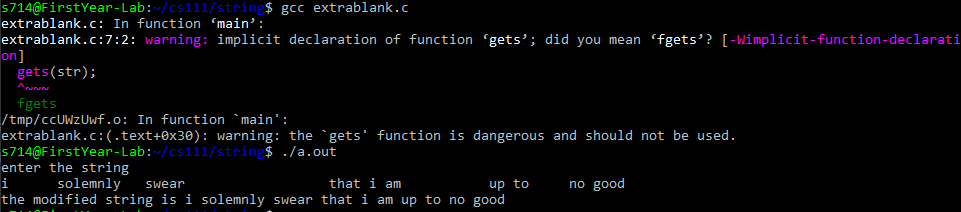 s714@FirstYear-Lab:~/cs111/string$ gcc extrablank.c
extrablank.c: In function ‘main’:
extrablank.c:7:2: warning: implicit declaration of function ‘gets’; did you mean ‘fgets’? [-Wimplicit-function-declarati
on]
  gets(str);
  ^~~~
  fgets
/tmp/ccUWzUwf.o: In function `main':
extrablank.c:(.text+0x30): warning: the `gets' function is dangerous and should not be used.
s714@FirstYear-Lab:~/cs111/string$ ./a.out
enter the string
i      solemnly   swear                  that i am           up to     no good
the modified string is i solemnly swear that i am up to no good